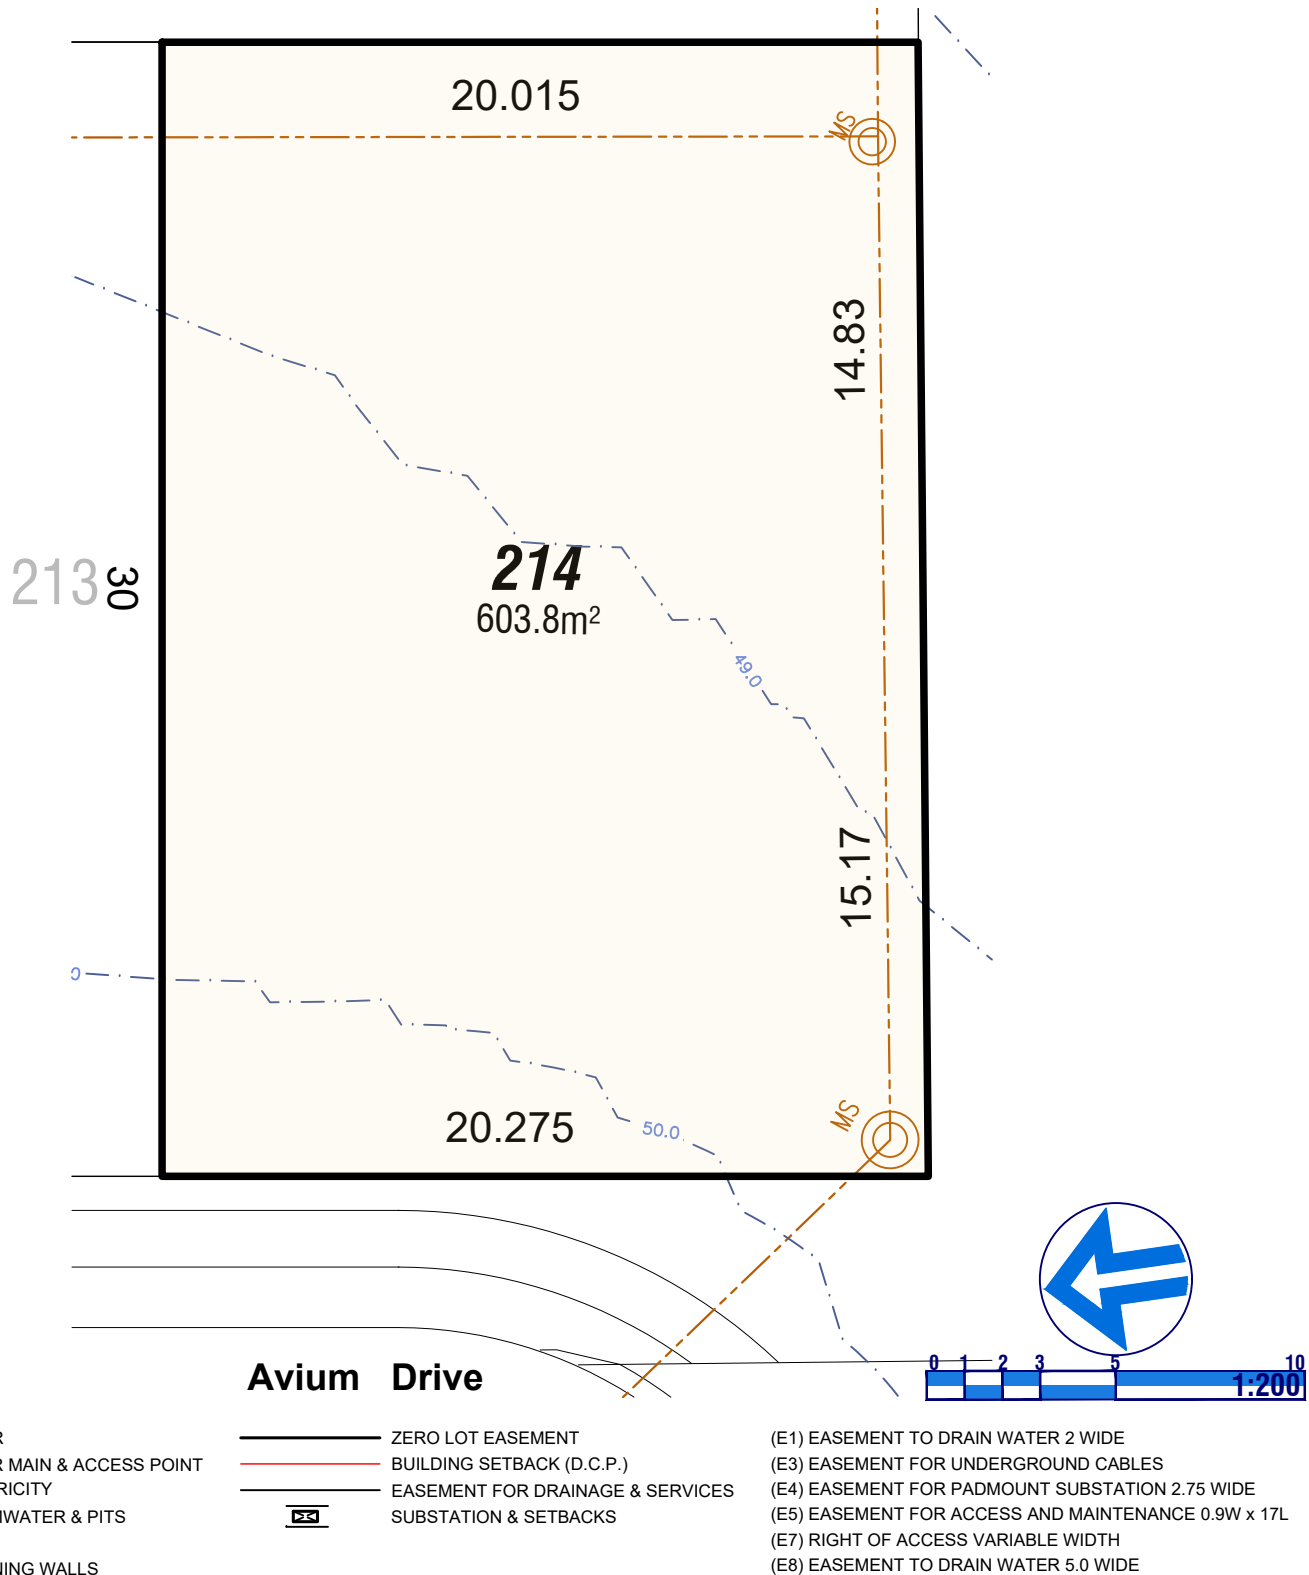 20.015
MS
14.83
213
30
214
603.8m²
49.0
15.17
0
20.275
50.0
MS
Avium Drive
0 1 2 3 5 10
1:200
R
R MAIN & ACCESS POINT
RICITY
WATER & PITS
NING WALLS
ZERO LOT EASEMENT
BUILDING SETBACK (D.C.P.)
EASEMENT FOR DRAINAGE & SERVICES
SUBSTATION & SETBACKS
(E1) EASEMENT TO DRAIN WATER 2 WIDE
(E3) EASEMENT FOR UNDERGROUND CABLES
(E4) EASEMENT FOR PADMOUNT SUBSTATION 2.75 WIDE
(E5) EASEMENT FOR ACCESS AND MAINTENANCE 0.9W x 17L
(E7) RIGHT OF ACCESS VARIABLE WIDTH
(E8) EASEMENT TO DRAIN WATER 5.0 WIDE